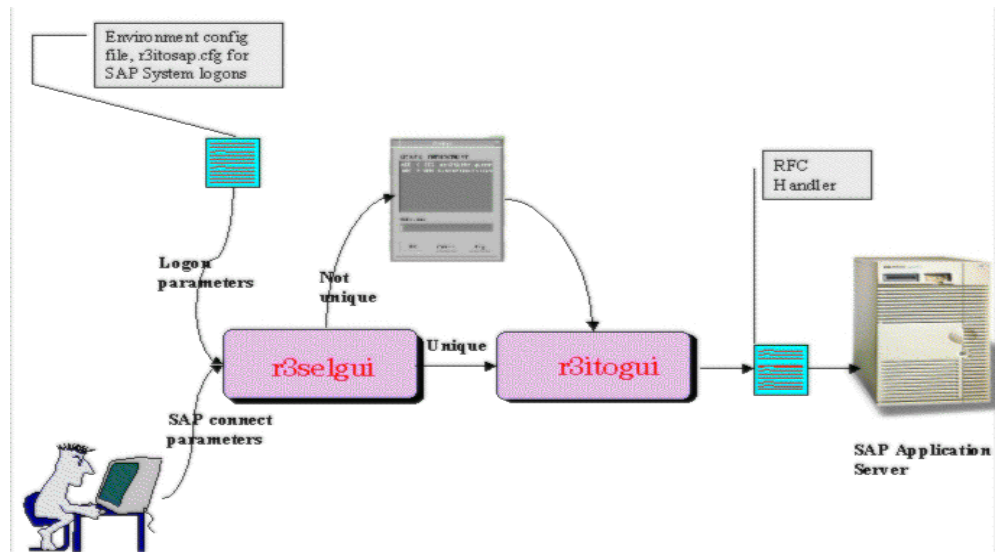 Environment config
file, r3itosap.cfg for
SAP System logons
RFC
Handler
Logon
parameters
Not
unique
Unique
r3selgui
r3itogui
SAP connect
parameters
SAP Application
Server